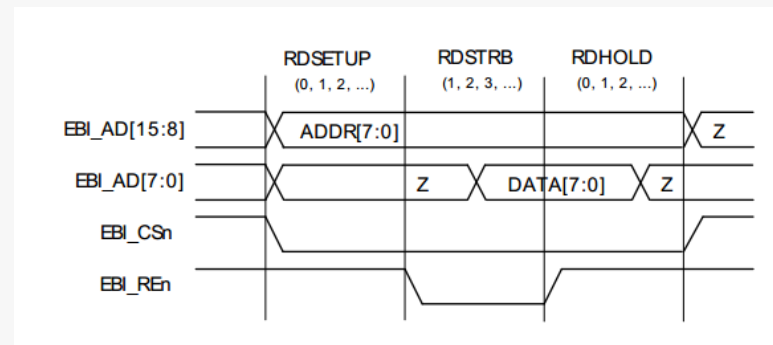 RDSETUP RDSTRB RDHOLD
(0, 1, 2, ...) (1, 2, 3, ...) (0, 1, 2, ...)
EBI_AD[15:8] ADDR[7:0] Z
EBI_AD[7:0] Z DATA[7:0] Z
EBI_CSn
EBI_REn